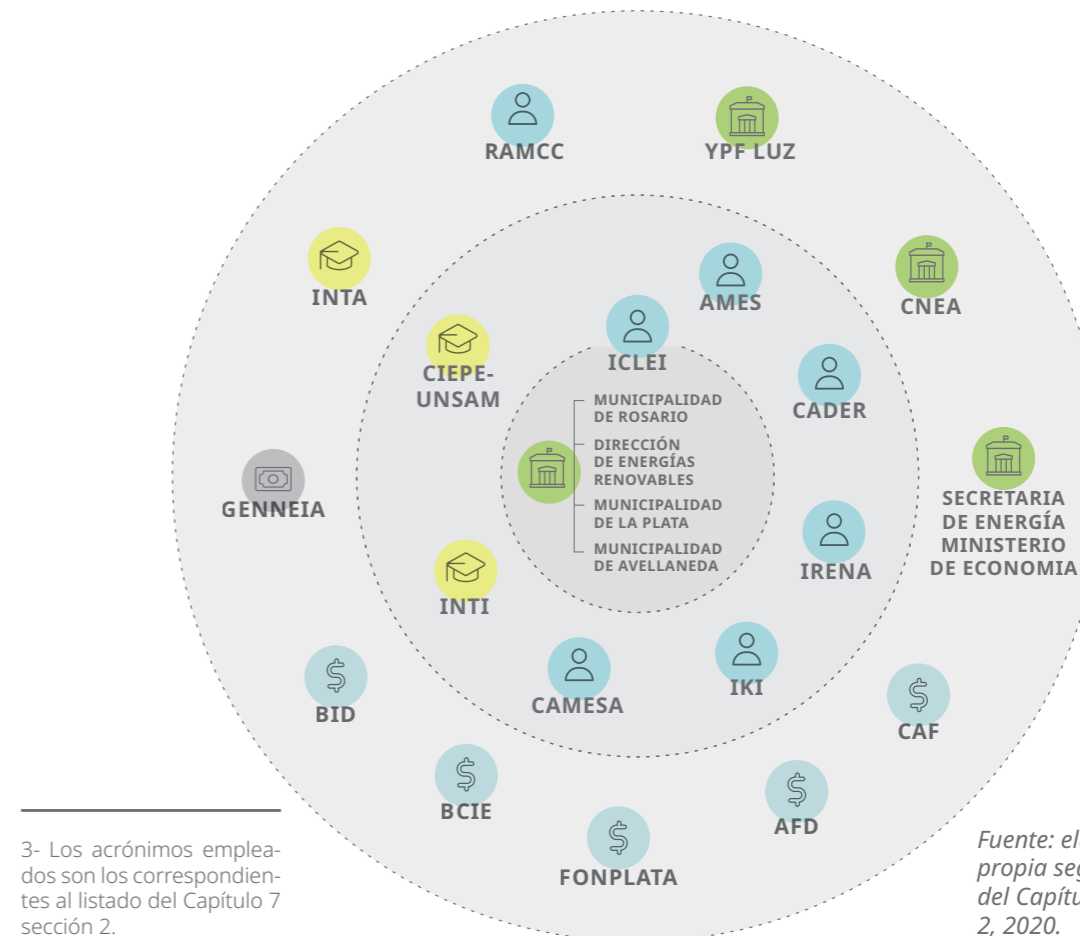 RAMCC
YPF LUZ
INTA
CNEA
AMES
ICLEI
CIEPE-
UNSAM
CADER
MUNICIPALIDAD
DE ROSARIO
DIRECCIÓN
DE ENERGÍAS
RENOVABLES
MUNICIPALIDAD
DE LA PLATA
MUNICIPALIDAD
DE AVELLANEDA
GENNEIA
SECRETARIA
DE ENERGÍA
MINISTERIO
DE ECONOMIA
IRENA
INTI
IKI
CAMESA
BID
CAF
BCIE
AFD
FONPLATA
3- Los acrónimos emplea-
dos son los correspondien-
tes al listado del Capítulo 7
sección 2.
Fuente:
propia
del
2, 2020.